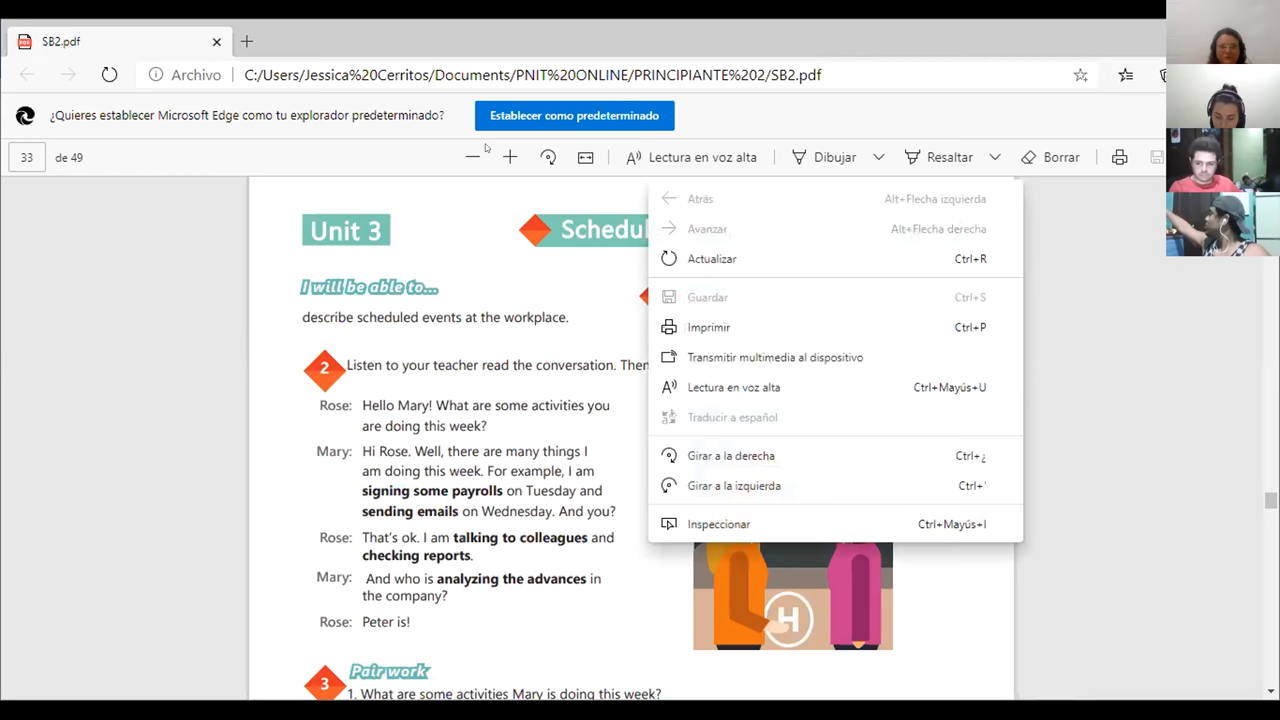 SB2.pdf
Archivo
C:/Users/Jessica%20Cerritos/Documents/PNIT%20ONLINE/PRINCIPIANTE%202/SB2.pdf
¿Quieres establecer Microsoft Edge como tu explorador predeterminado?
Establecer como predeterminado
33 de 49
Lectura en voz alta
Dibujar
Resaltar
Borrar
Unit 3
Schedul
I will be able to...
describe scheduled events at the workplace.
2
Listen to your teacher read the conversation. Then
Rose: Hello Mary! What are some activities you
are doing this week?
Mary: Hi Rose. Well, there are many things I
am doing this week. For example, I am
signing some payrolls on Tuesday and
sending emails on Wednesday. And you?
Rose: That's ok. I am talking to colleagues and
checking reports.
Mary: And who is analyzing the advances in
the company?
Rose: Peter is!
3
Pair work
1. What are some activities Mary is doing this week?
Atrás Alt+Flecha izquierda
Avanzar Alt+Flecha derecha
Actualizar Ctrl+R
Guardar Ctrl+S
Imprimir Ctrl+P
Transmitir multimedia al dispositivo
Lectura en voz alta Ctrl+Mayús+U
Traducir a español
Girar a la derecha Ctrl+¿
Girar a la izquierda Ctrl+'
Inspeccionar Ctrl+Mayús+I
H